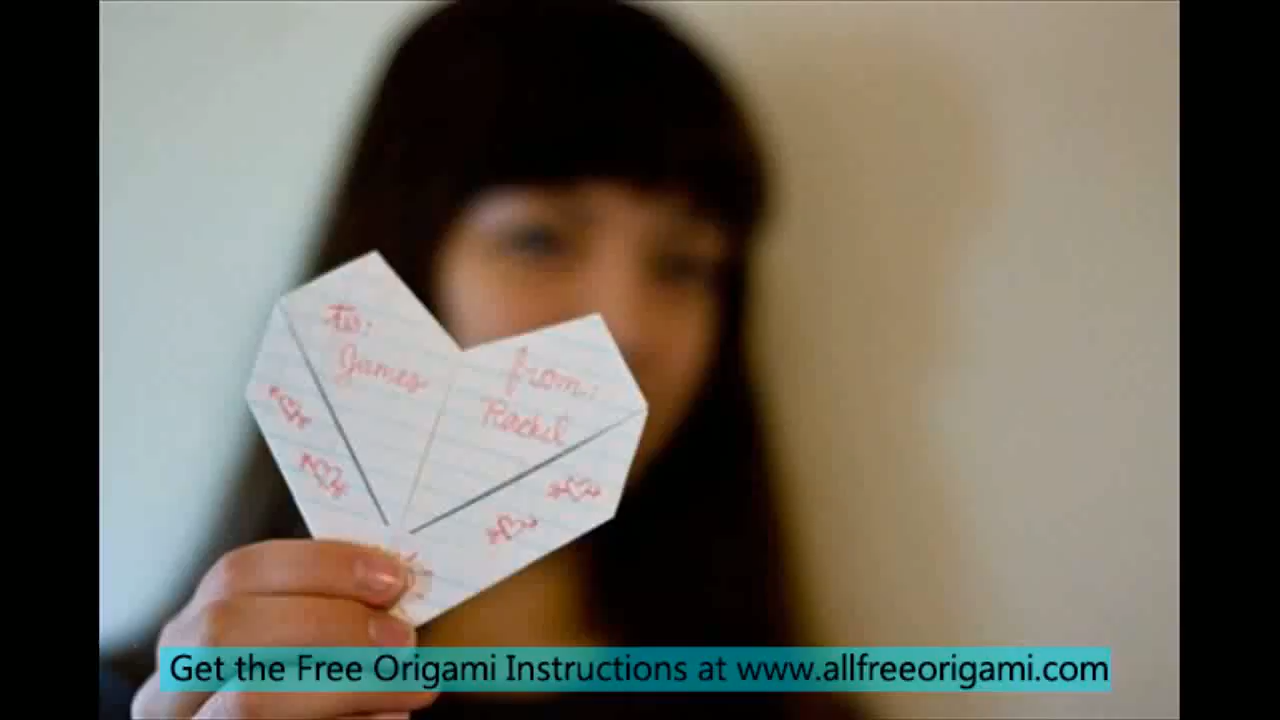 to:
James
from:
Rachel
Get the Free Origami Instructions at www.allfreeorigami.com